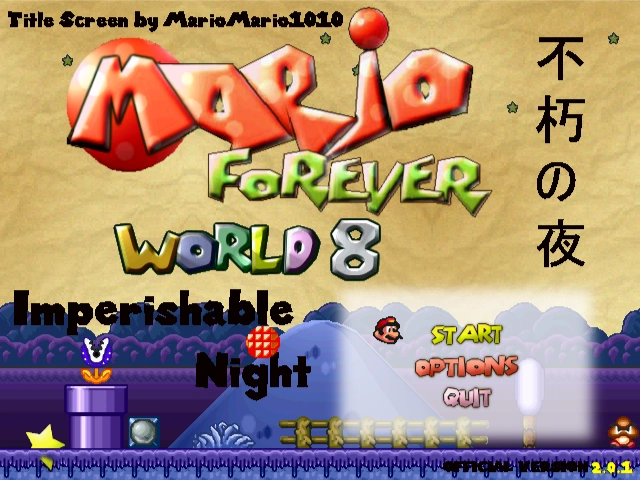 Title Screen by MarioMario1010
MARIO
FOREVER
WORLD 8
不朽の夜
Imperishable
Night
START
OPTIONS
QUIT
OFFICIAL VERSION 2.0.1